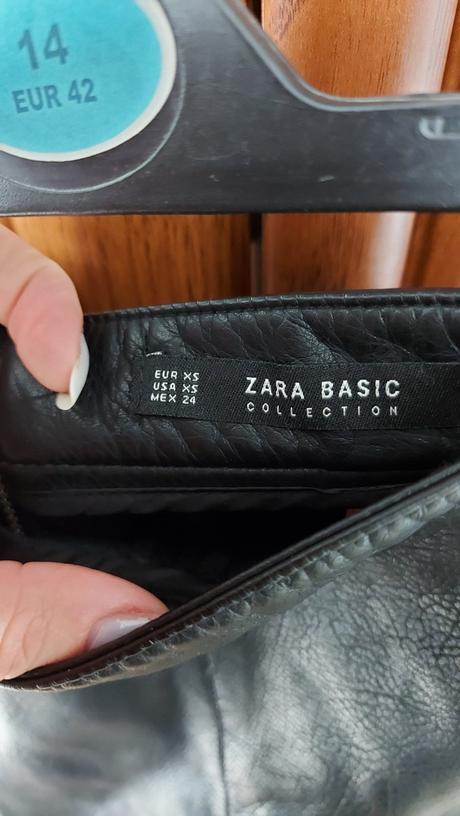 14
EUR 42
EUR XS
USA XS
MEX 24
ZARA BASIC
COLLECTION